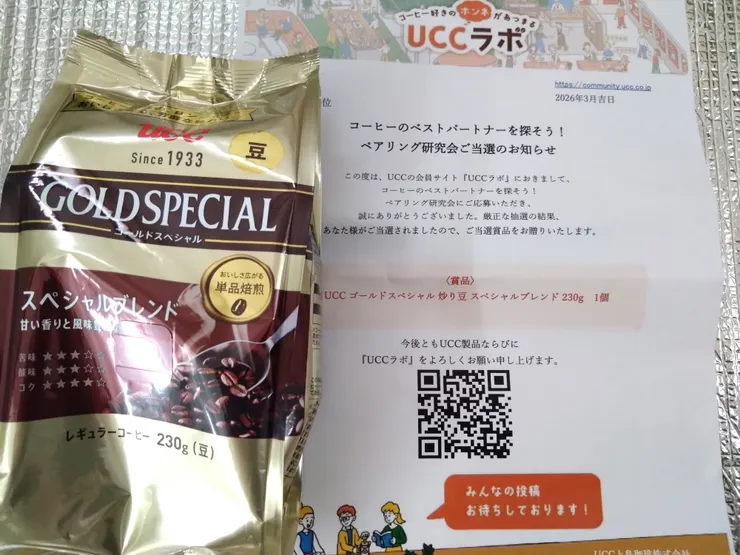 コーヒー好きの ホンネ があつまる
UCCラボ
https://community.ucc.co.jp
位
2026年3月吉日
コーヒーのベストパートナーを探そう！
ペアリング研究会ご当選のお知らせ
この度は、UCCの会員サイト『UCCラボ』におきまして、
コーヒーのベストパートナーを探そう！
ペアリング研究会にご応募いただき、
誠にありがとうございました。厳正な抽選の結果、
あなた様がご当選されましたので、ご当選賞品をお贈りいたします。
〈賞品〉
UCC ゴールドスペシャル 炒り豆 スペシャルブレンド 230g 1個
今後ともUCC製品ならびに
『UCCラボ』をよろしくお願い申し上げます。
みんなの投稿
お待ちしております！
UCC上島珈琲株式会社
UCC
Since 1933
豆
GOLD SPECIAL
ゴールドスペシャル
おいしさ広がる
単品焙煎
スペシャルブレンド
甘い香りと風味
苦味 ★★★☆☆
酸味 ★★★☆
コク ★★★★☆
レギュラーコーヒー 230g (豆)